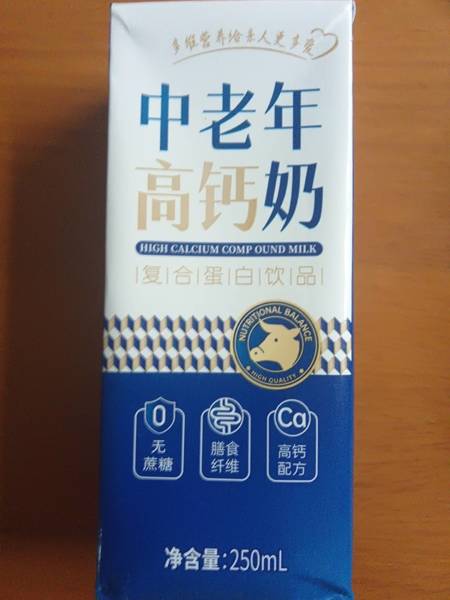 多维营养给亲人更多爱
中老年
高钙奶
HIGH CALCIUM COMP OUND MILK
复合蛋白饮品
NUTRITIONAL BALANCE
HIGH QUALITY
0
无
蔗糖
膳食
纤维
Ca
高钙
配方
净含量:250mL